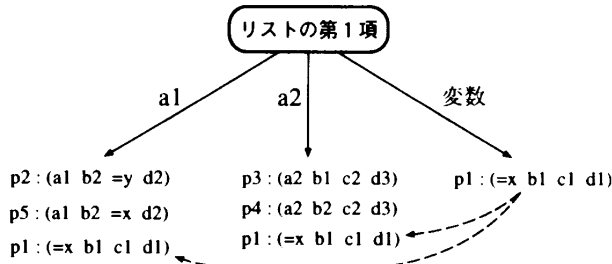 リストの第1項
a1 a2 変数
p2 : (a1 b2 =y d2) p3 : (a2 b1 c2 d3) p1 : (=x b1 c1 d1)
p5 : (a1 b2 =x d2) p4 : (a2 b2 c2 d3)
p1 : (=x b1 c1 d1) p1 : (=x b1 c1 d1)